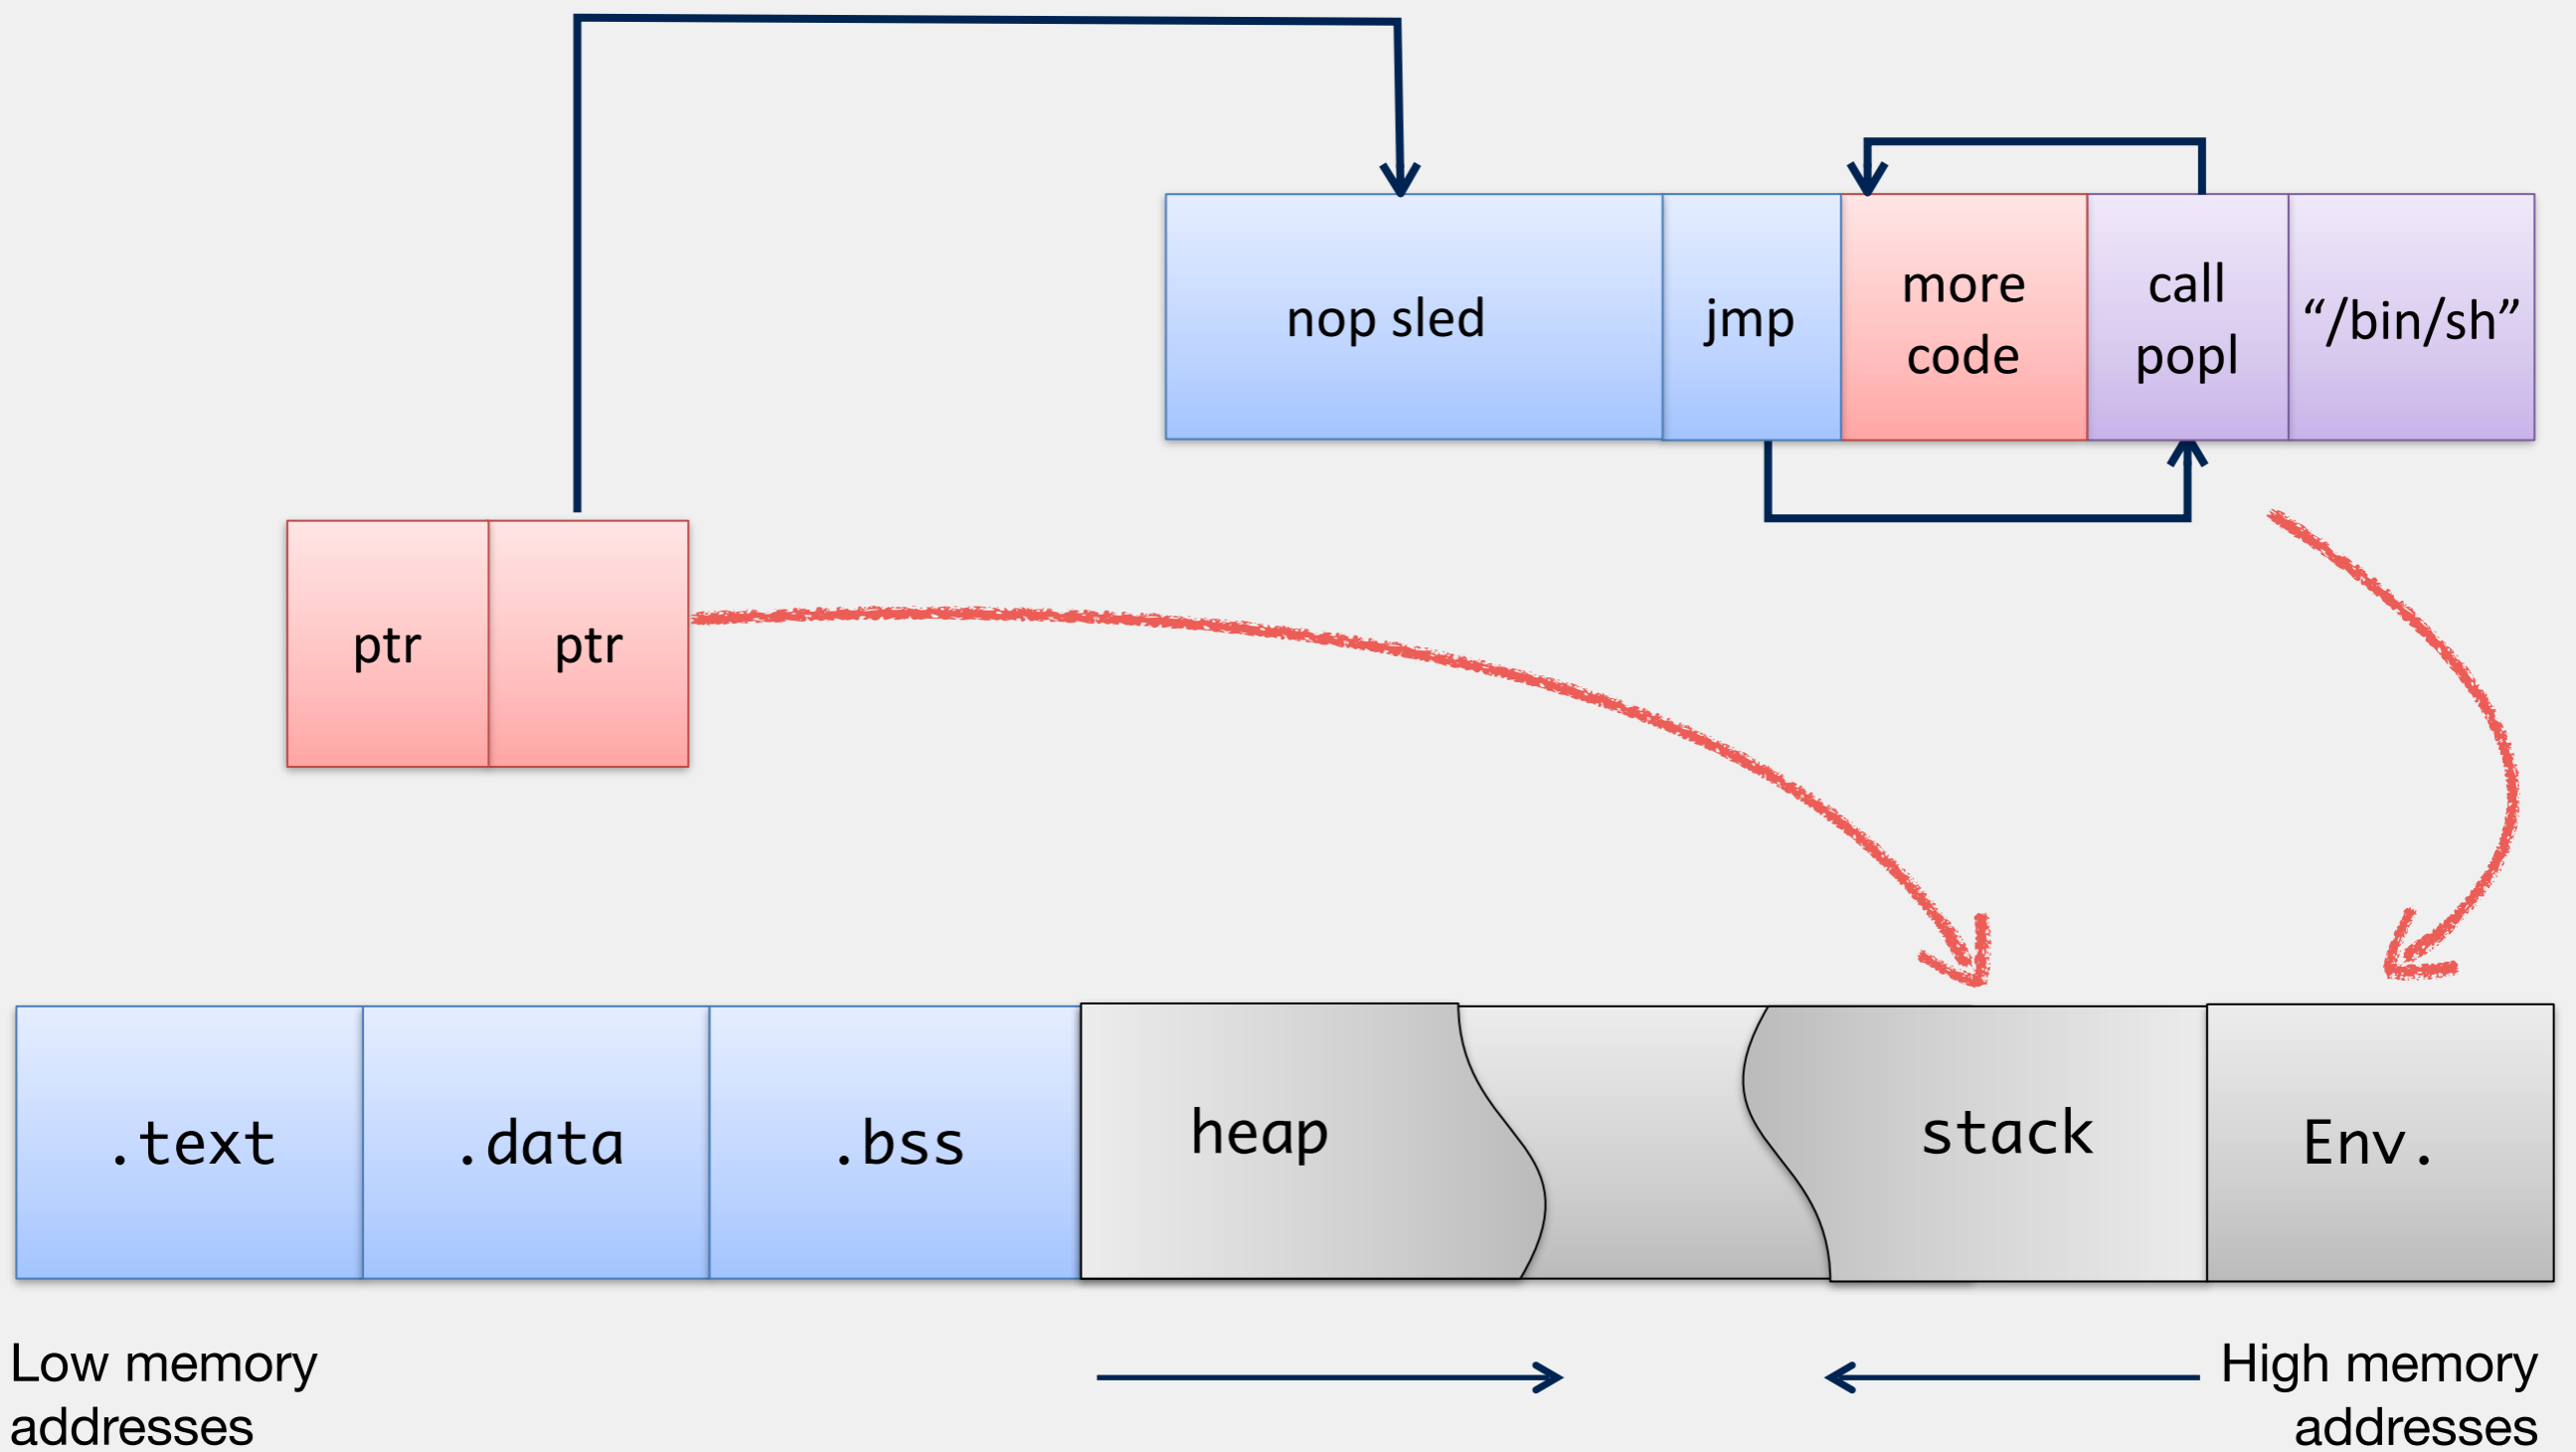 nop sled
jmp
more
code
call
popl
“/bin/sh”
ptr
ptr
.text
.data
.bss
heap
stack
Env.
Low memory
addresses
High memory
addresses